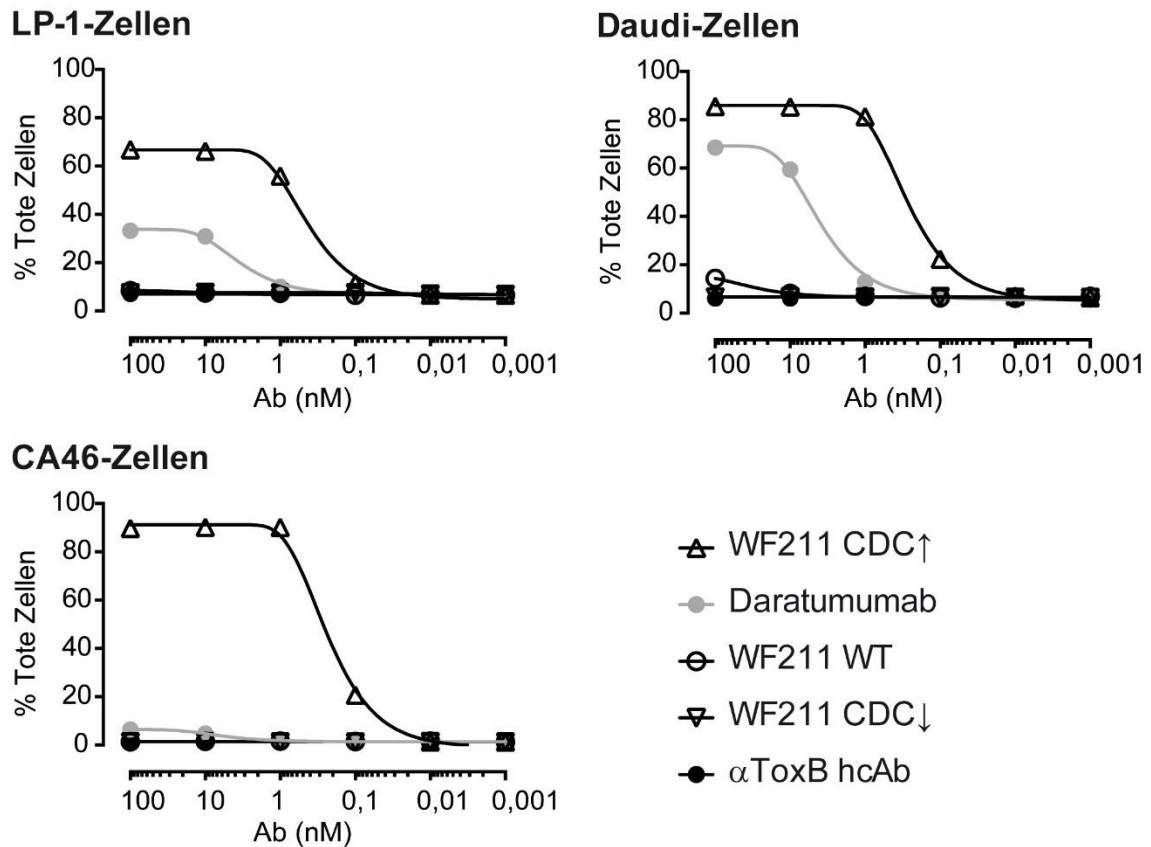 LP-1-Zellen
% Tote Zellen
100
80
60
40
20
0
100 10 1 0,1 0,01 0,001
Ab (nM)
Daudi-Zellen
% Tote Zellen
100
80
60
40
20
0
100 10 1 0,1 0,01 0,001
Ab (nM)
CA46-Zellen
% Tote Zellen
100
80
60
40
20
0
100 10 1 0,1 0,01 0,001
Ab (nM)
WF211 CDC↑
Daratumumab
WF211 WT
WF211 CDC↓
αToxB hcAb